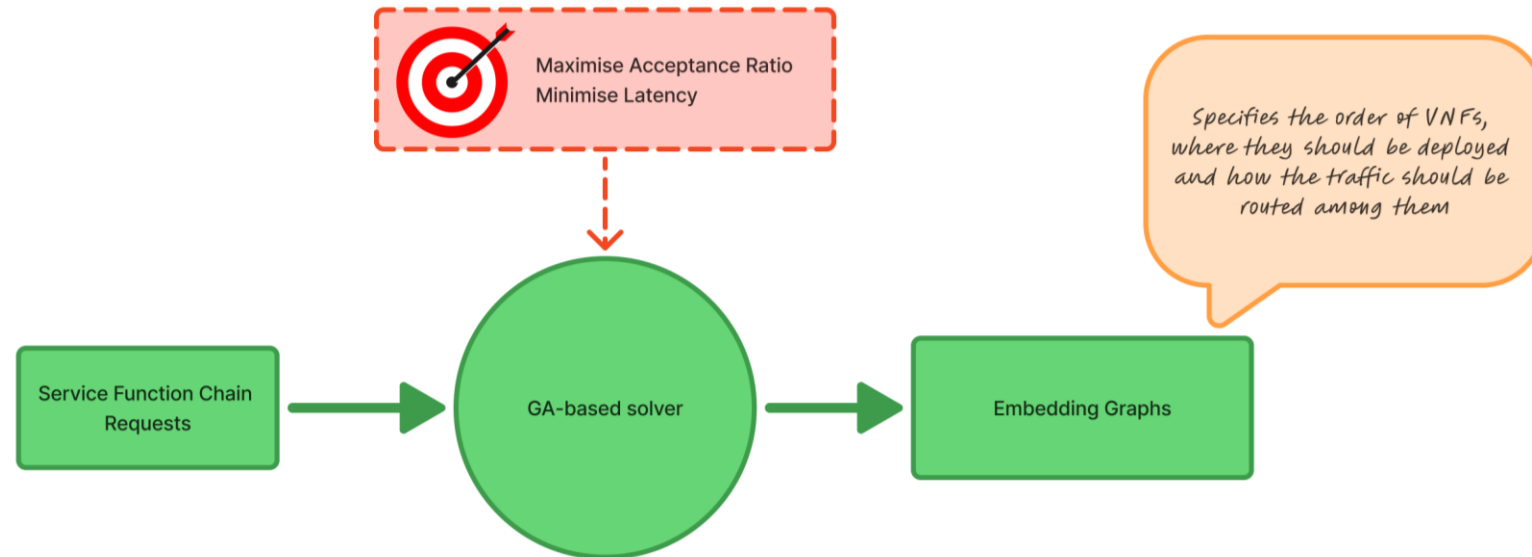 Maximise Acceptance Ratio
Minimise Latency
Specifies the order of VNFs,
where they should be deployed
and how the traffic should be
routed among them
Service Function Chain
Requests
GA-based solver
Embedding Graphs